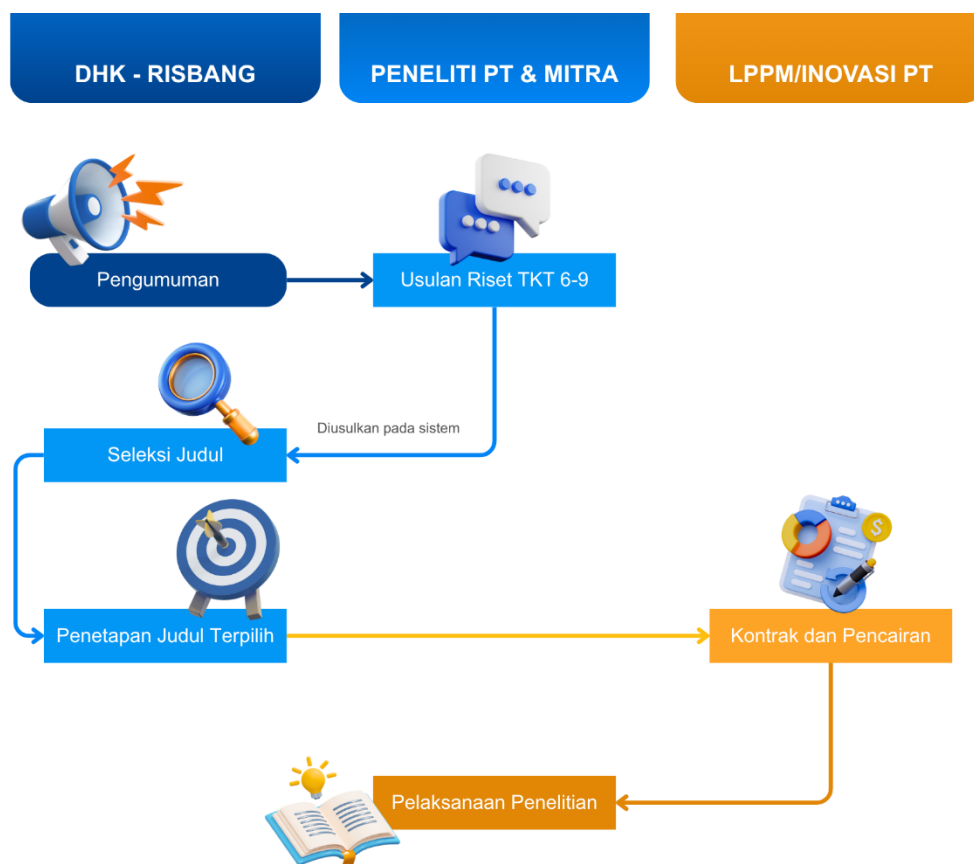 DHK - RISBANG
PENELITI PT & MITRA
LPPM/INOVASI PT
Pengumuman
Usulan Riset TKT 6-9
Diusulkan pada sistem
Seleksi Judul
Penetapan Judul Terpilih
Kontrak dan Pencairan
Pelaksanaan Penelitian